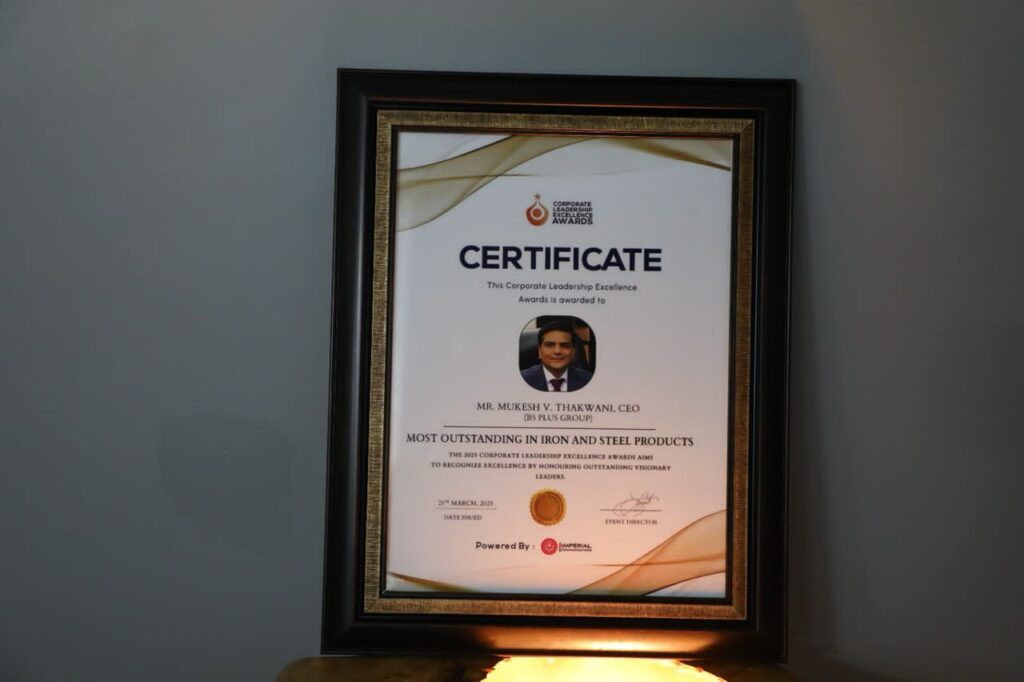 CORPORATE
LEADERSHIP
EXCELLENCE
AWARDS
CERTIFICATE
This Corporate Leadership Excellence
Awards is awarded to
MR. MUKESH V. THAKWANI, CEO
(B5 PLUS GROUP)
MOST OUTSTANDING IN IRON AND STEEL PRODUCTS
THE 2025 CORPORATE LEADERSHIP EXCELLENCE AWARDS AIMS
TO RECOGNIZE EXCELLENCE BY HONOURING OUTSTANDING VISIONARY
LEADERS.
21ST MARCH, 2025
DATE ISSUED
EVENT DIRECTOR
Powered By :
IMPERIAL